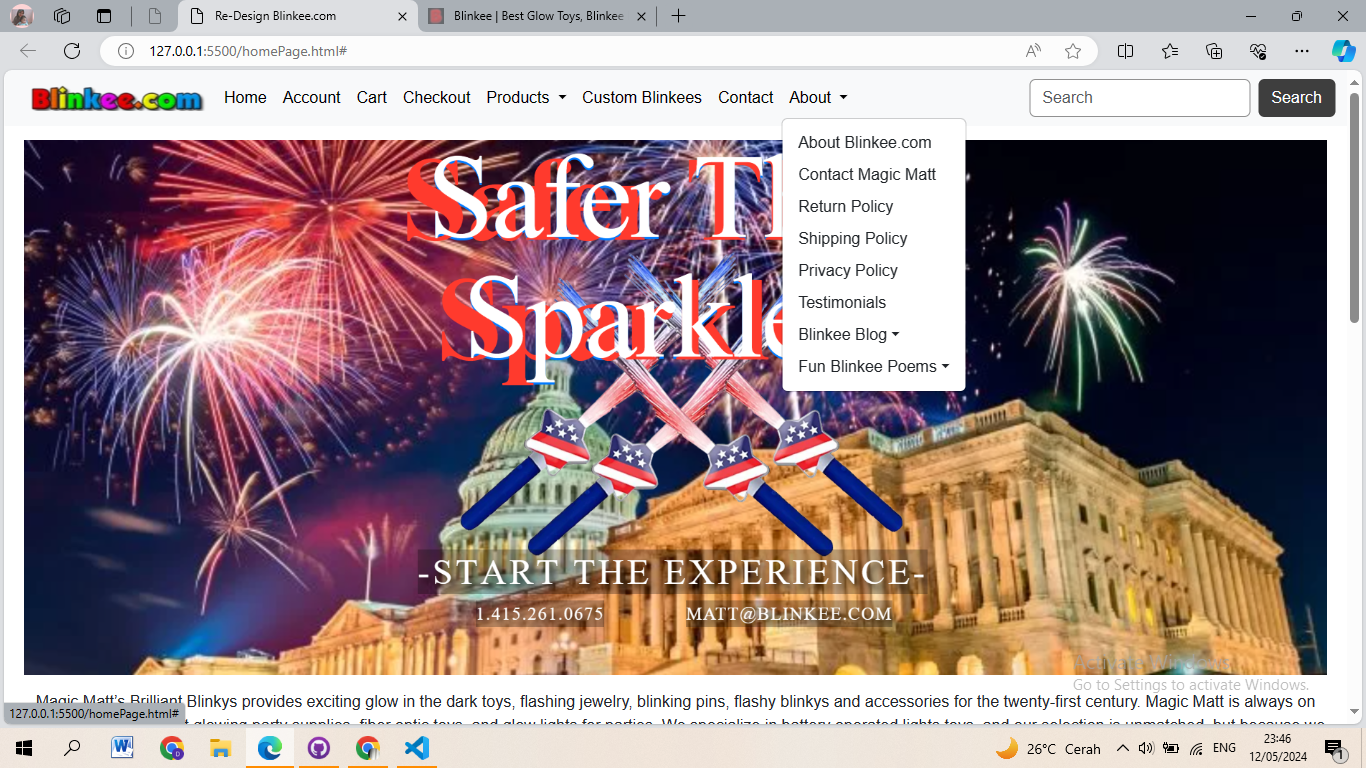 Re-Design Blinkee.com
Blinkee | Best Glow Toys, Blinkee
127.0.0.1:5500/homePage.html#
Blinkee.com Home Account Cart Checkout Products Custom Blinkees Contact About Search Search
About Blinkee.com
Contact Magic Matt
Return Policy
Shipping Policy
Privacy Policy
Testimonials
Blinkee Blog
Fun Blinkee Poems
Safer Th
Sparkle
-START THE EXPERIENCE-
1.415.261.0675 MATT@BLINKEE.COM
Activate Windows
Go to Settings to activate Windows.
Magic Matt’s Brilliant Blinkys provides exciting glow in the dark toys, flashing jewelry, blinking pins, flashy blinkys and accessories for the twenty-first century. Magic Matt is always on
127.0.0.1:5500/homePage.html#
26°C Cerah
ENG
23:46
12/05/2024
1